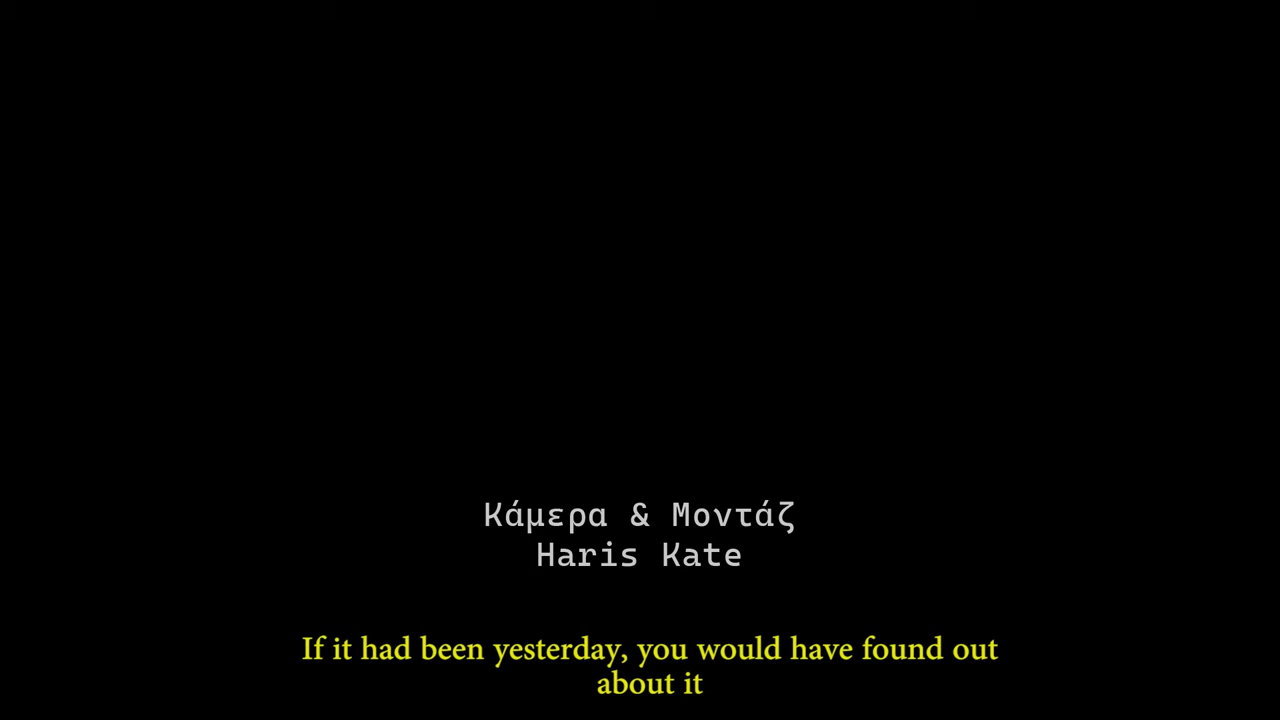 Κάμερα & Μοντάζ
Haris Kate
If it had been yesterday, you would have found out
about it